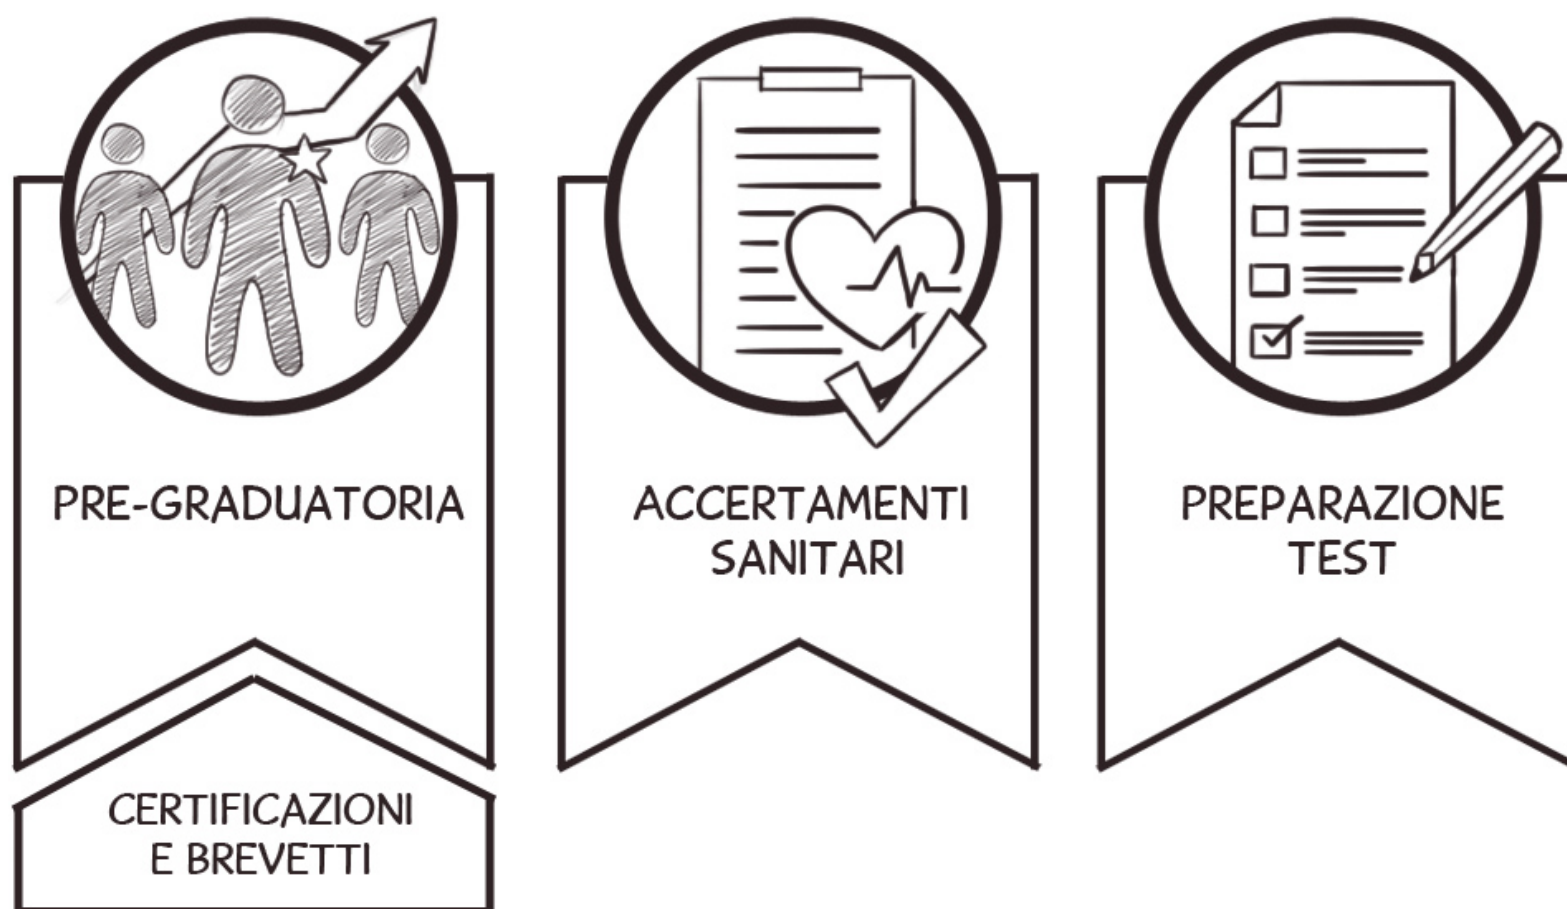 PRE-GRADUATORIA
CERTIFICAZIONI
E BREVETTI
ACCERTAMENTI
SANITARI
PREPARAZIONE
TEST